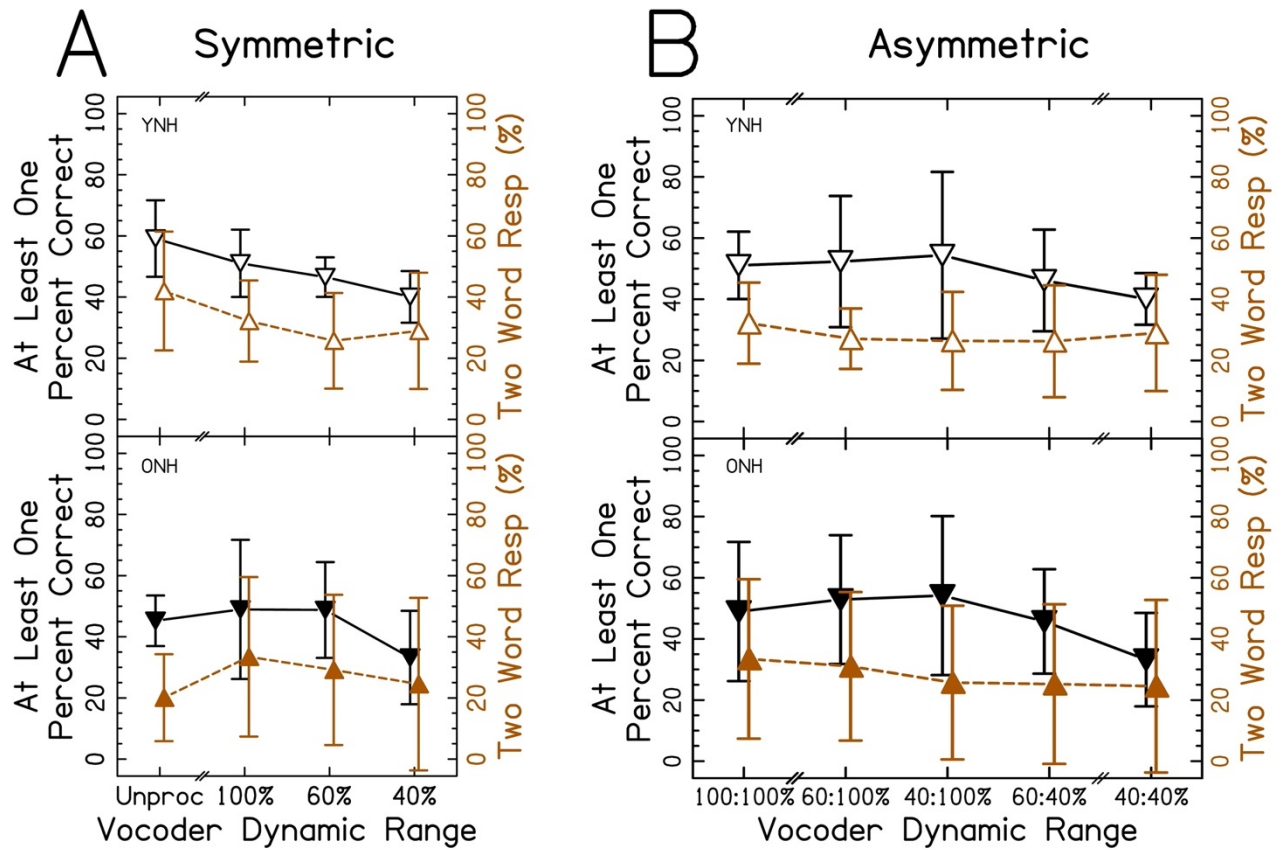 A Symmetric
B Asymmetric
At Least One
Percent Correct
0 20 40 60 80 100
YNH
0 20 40 60 80 100
Two Word Resp (%)
At Least One
Percent Correct
0 20 40 60 80 100
YNH
0 20 40 60 80 100
Two Word Resp (%)
At Least One
Percent Correct
0 20 40 60 80 100
ONH
0 20 40 60 80 100
Two Word Resp (%)
At Least One
Percent Correct
0 20 40 60 80 100
ONH
0 20 40 60 80 100
Two Word Resp (%)
Unproc 100% 60% 40%
Vocoder Dynamic Range
100:100% 60:100% 40:100% 60:40% 40:40%
Vocoder Dynamic Range